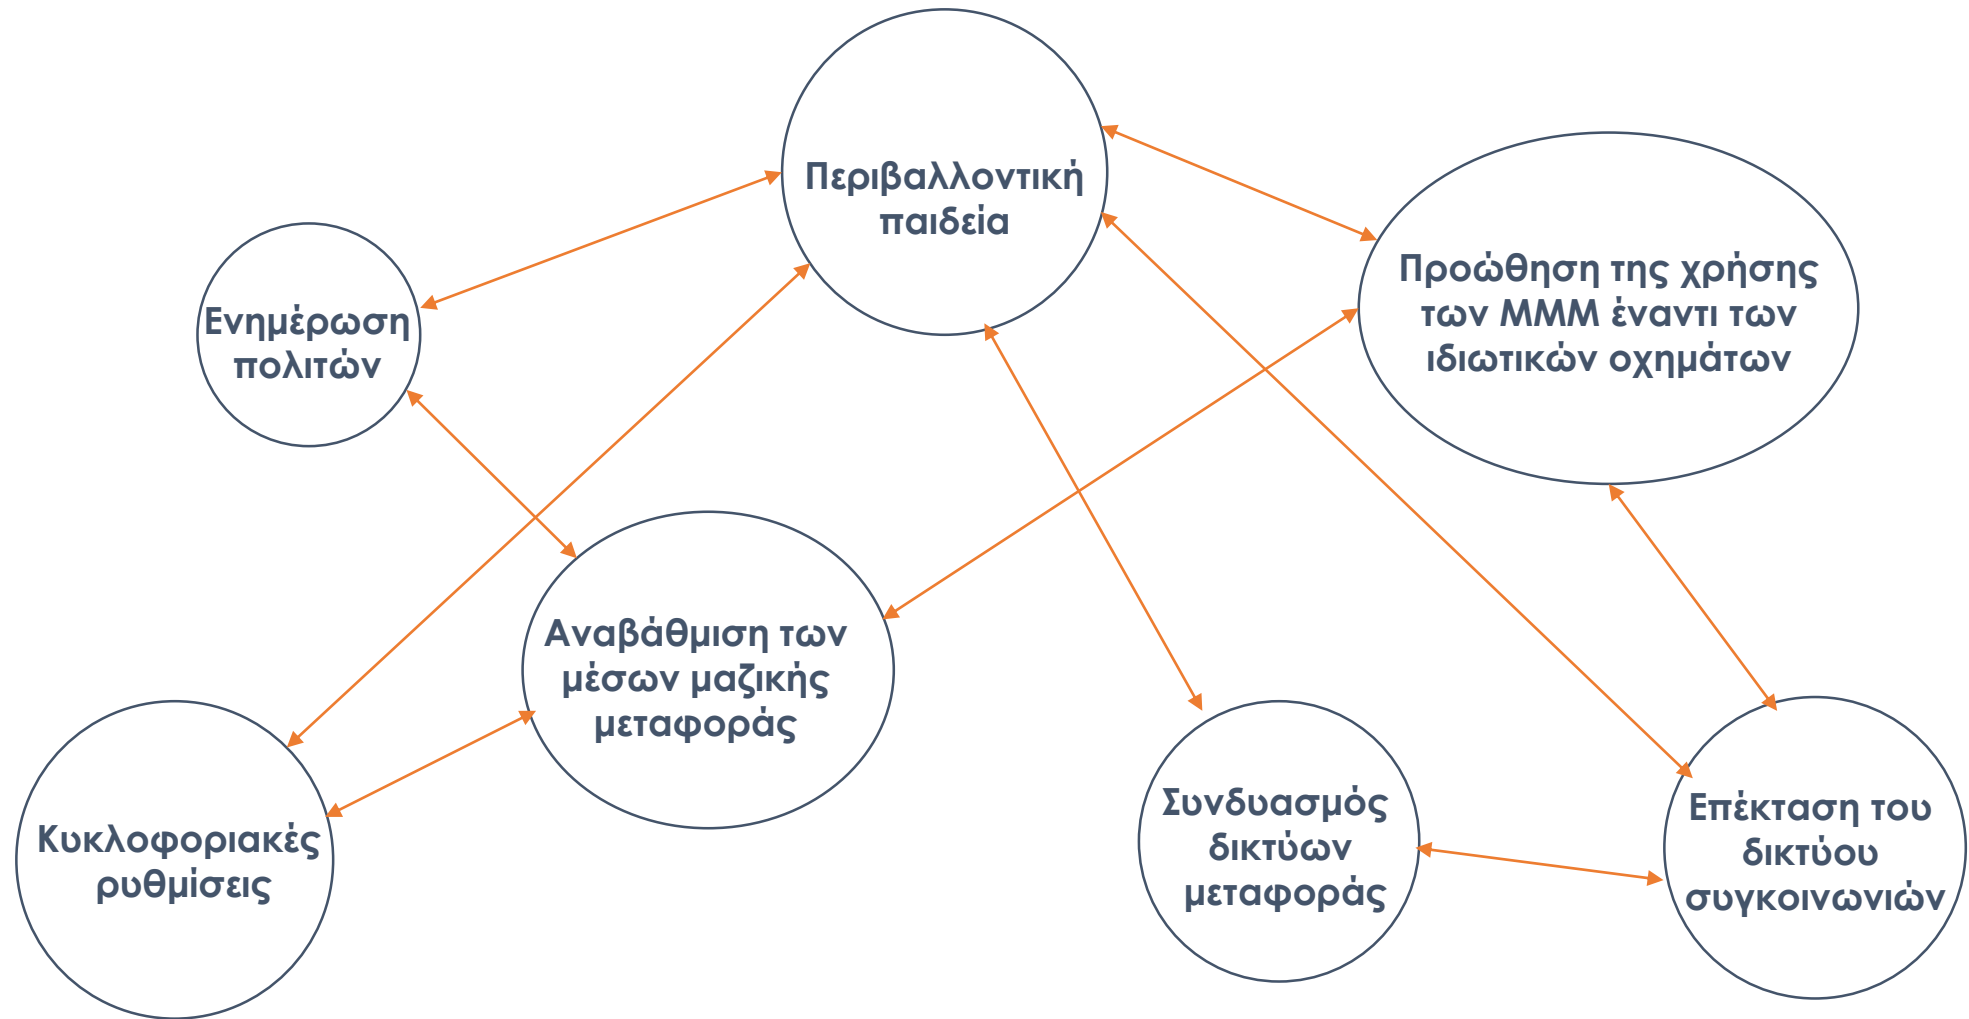 Περιβαλλοντική
παιδεία
Προώθηση της χρήσης
των ΜΜΜ έναντι των
ιδιωτικών οχημάτων
Ενημέρωση
πολιτών
Αναβάθμιση των
μέσων μαζικής
μεταφοράς
Κυκλοφοριακές
ρυθμίσεις
Συνδυασμός
δικτύων
μεταφοράς
Επέκταση του
δικτύου
συγκοινωνιών